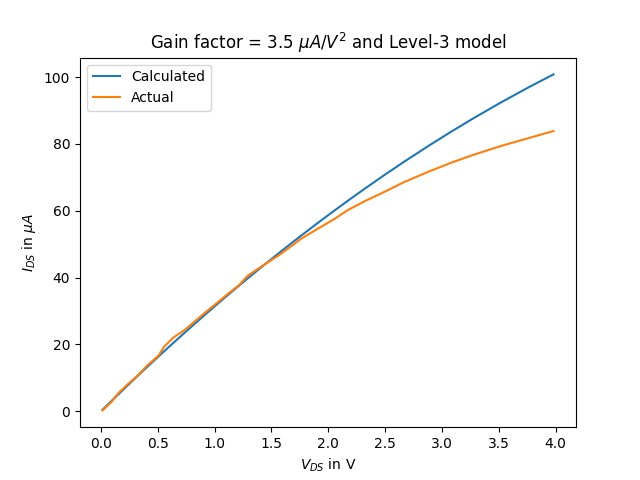 Gain factor = 3.5 μA/V² and Level-3 model
Calculated
Actual
100
80
60
40
20
0
I_DS in μA
0.0 0.5 1.0 1.5 2.0 2.5 3.0 3.5 4.0
V_DS in V